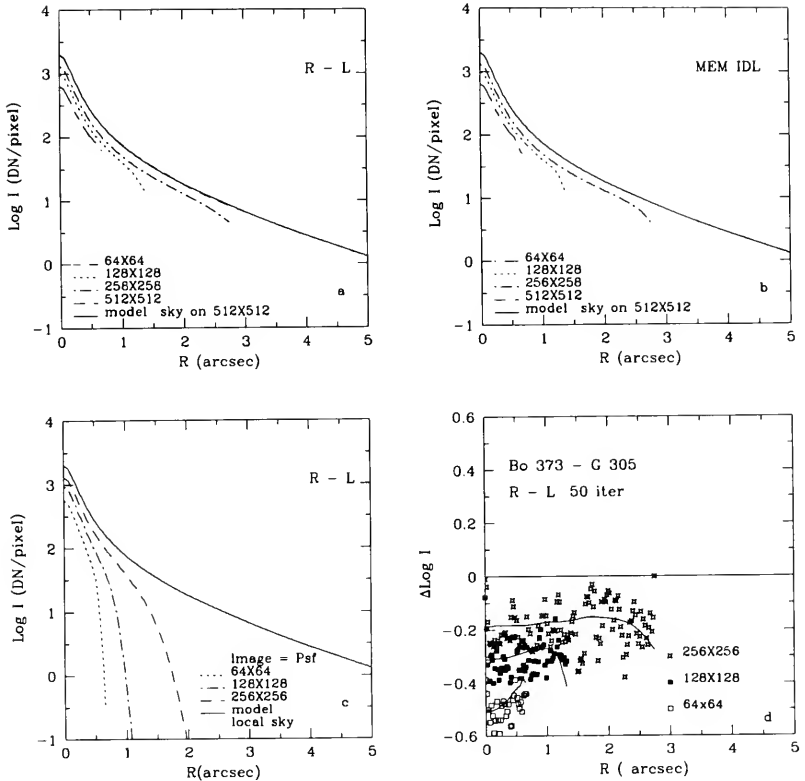 4
3
2
1
0
-1
Log I (DN/pixel)
R - L
64X64
128X128
256X258
512X512
model sky on 512X512
a
0 1 2 3 4 5
R (arcsec)
4
3
2
1
0
-1
Log I (DN/pixel)
MEM IDL
64X64
128X128
256X258
512X512
model sky on 512X512
b
0 1 2 3 4 5
R (arcsec)
4
3
2
1
0
-1
Log I (DN/pixel)
R - L
Image = Psf
64X64
128X128
256X256
model
local sky
c
0 1 2 3 4 5
R(arcsec)
0.6
0.4
0.2
0
-0.2
-0.4
-0.6
ΔLog I
Bo 373 - G 305
R - L 50 iter
256X256
128X128
64x64
d
0 1 2 3 4 5
R ( arcsec)